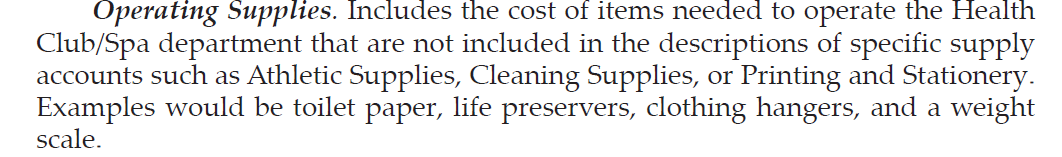 Operating Supplies. Includes the cost of items needed to operate the Health
Club/Spa department that are not included in the descriptions of specific supply
accounts such as Athletic Supplies, Cleaning Supplies, or Printing and Stationery.
Examples would be toilet paper, life preservers, clothing hangers, and a weight
scale.